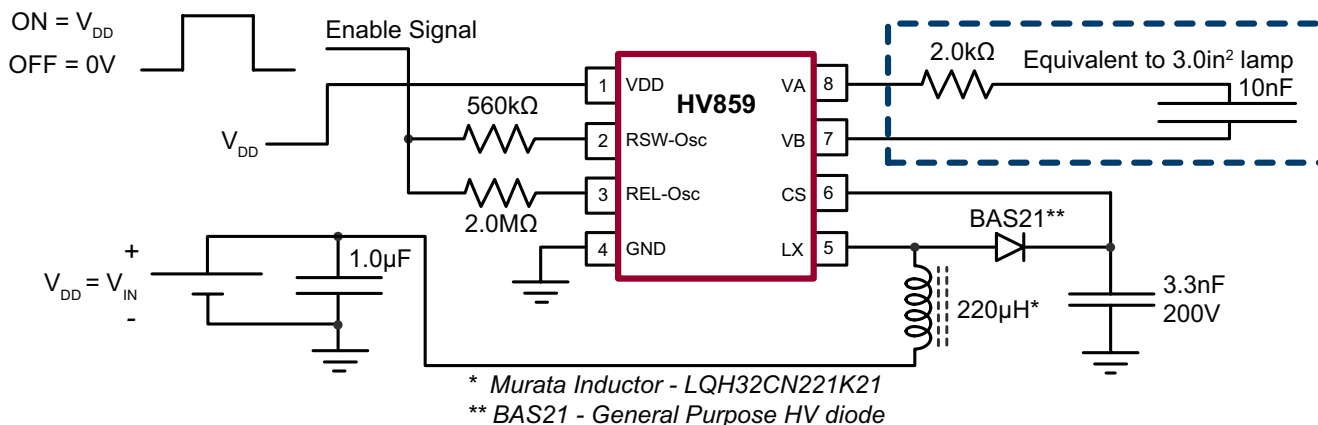 ON = VDD
OFF = 0V
Enable Signal
VDD
560kΩ
2.0MΩ
HV859
1 VDD
2 RSW-Osc
3 REL-Osc
4 GND
VA 8
VB 7
CS 6
LX 5
2.0kΩ
Equivalent to 3.0in² lamp
10nF
BAS21**
3.3nF
200V
220μH*
+
VDD = VIN
-
1.0μF
* Murata Inductor - LQH32CN221K21
** BAS21 - General Purpose HV diode